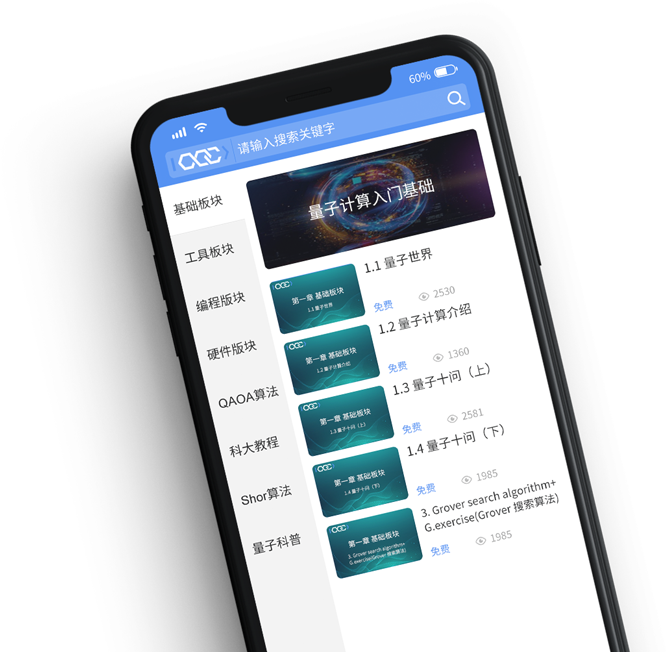 60%
OQC
请输入搜索关键字
基础板块
工具板块
编程版块
硬件版块
QAOA算法
科大教程
Shor算法
量子科普
量子计算入门基础
OQC
第一章 基础板块
1.1 量子世界
1.1 量子世界
免费
2530
OQC
第一章 基础板块
1.2 量子计算介绍
1.2 量子计算介绍
免费
1360
OQC
第一章 基础板块
1.3 量子十问（上）
1.3 量子十问（上）
免费
2581
OQC
第一章 基础板块
1.4 量子十问（下）
1.4 量子十问（下）
免费
1985
OQC
第一章 基础板块
3. Grover search algorithm+
G.exercise(Grover 搜索算法)
3. Grover search algorithm+
G.exercise(Grover 搜索算法)
免费
1985